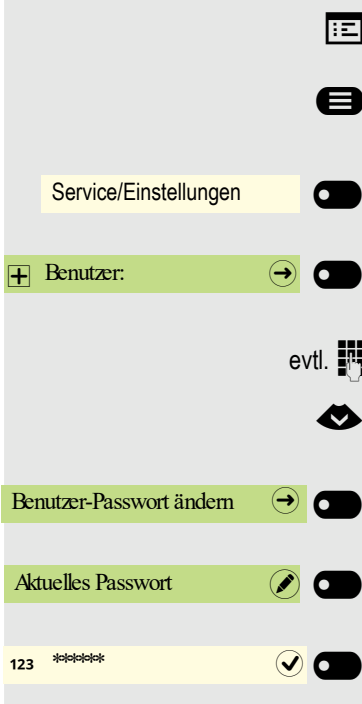 Service/Einstellungen
Benutzer:
evtl.
Benutzer-Passwort ändern
Aktuelles Passwort
123 ******